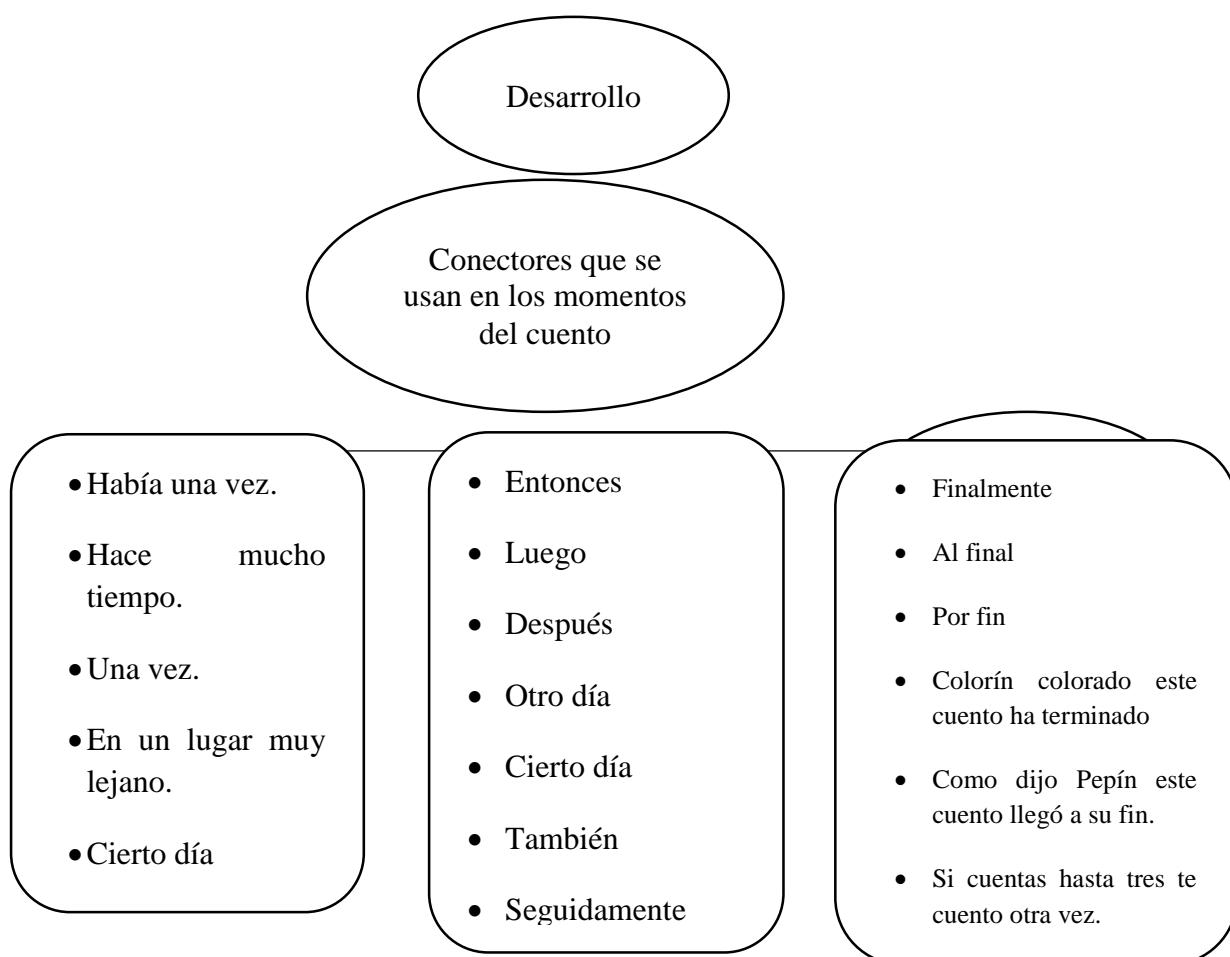 Desarrollo
Conectores que se
usan en los momentos
del cuento
• Había una vez.
• Hace mucho
tiempo.
• Una vez.
• En un lugar muy
lejano.
• Cierto día
• Entonces
• Luego
• Después
• Otro día
• Cierto día
• También
• Seguidamente
• Finalmente
• Al final
• Por fin
• Colorín colorado este
cuento ha terminado
• Como dijo Pepín este
cuento llegó a su fin.
• Si cuentas hasta tres te
cuento otra vez.